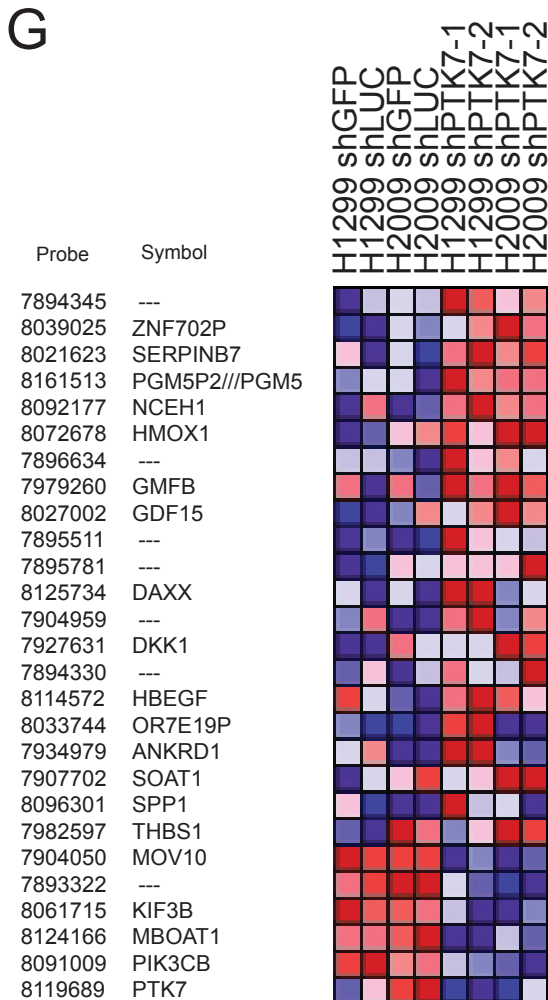 G
H1299 shGFP
H1299 shLUC
H2009 shGFP
H2009 shLUC
H1299 shPTK7-1
H1299 shPTK7-2
H2009 shPTK7-1
H2009 shPTK7-2
Probe Symbol
7894345 ---
8039025 ZNF702P
8021623 SERPINB7
8161513 PGM5P2///PGM5
8092177 NCEH1
8072678 HMOX1
7896634 ---
7979260 GMFB
8027002 GDF15
7895511 ---
7895781 ---
8125734 DAXX
7904959 ---
7927631 DKK1
7894330 ---
8114572 HBEGF
8033744 OR7E19P
7934979 ANKRD1
7907702 SOAT1
8096301 SPP1
7982597 THBS1
7904050 MOV10
7893322 ---
8061715 KIF3B
8124166 MBOAT1
8091009 PIK3CB
8119689 PTK7